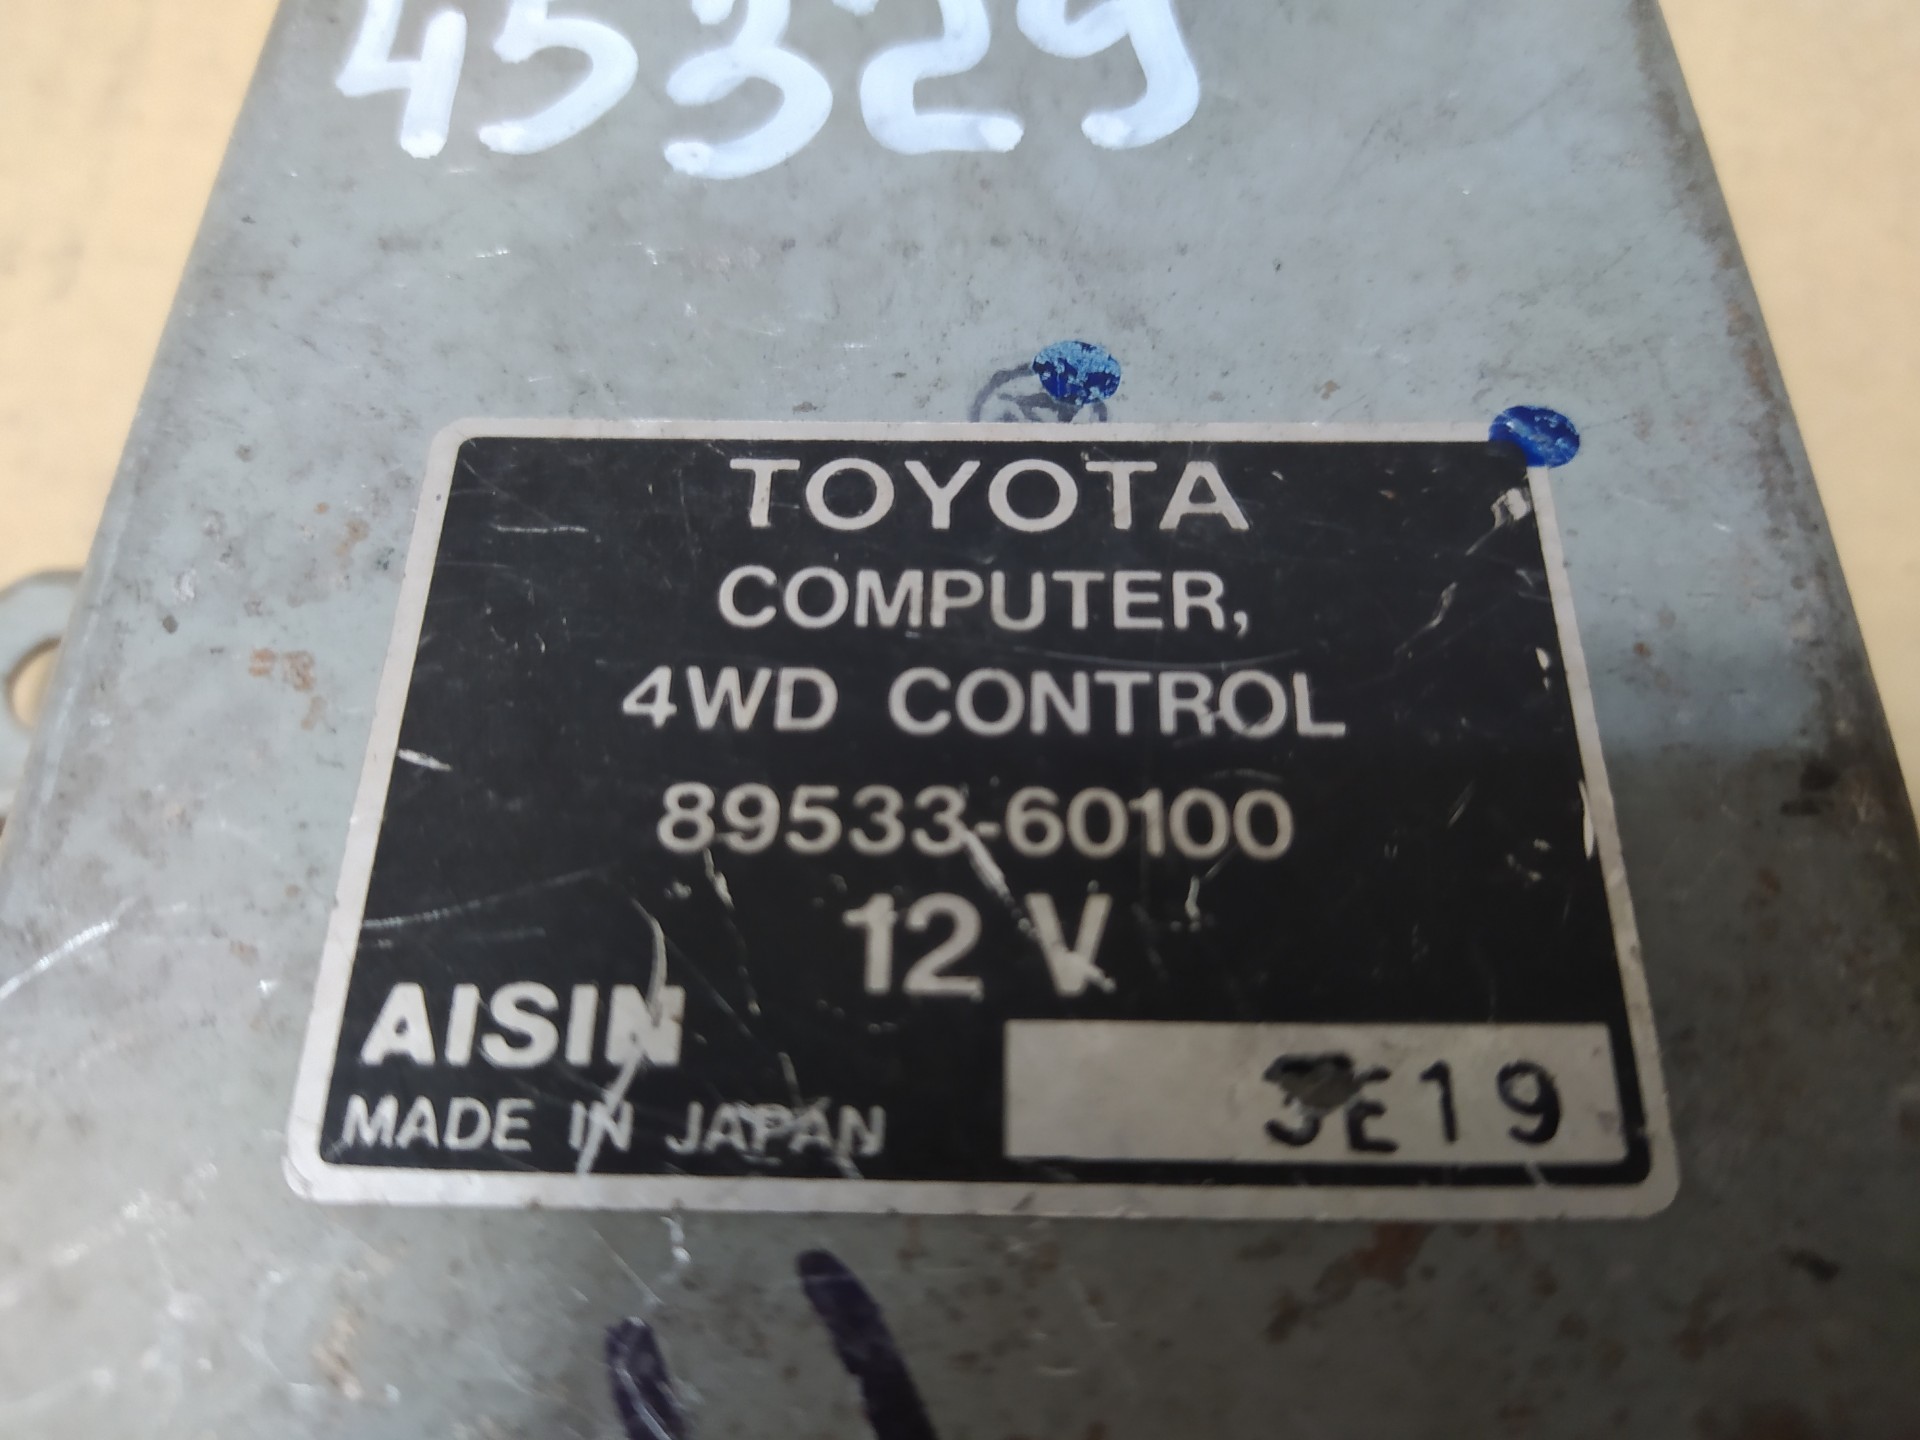 45329
TOYOTA
COMPUTER,
4WD CONTROL
89533-60100
12 V
AISIN
MADE IN JAPAN
3E19